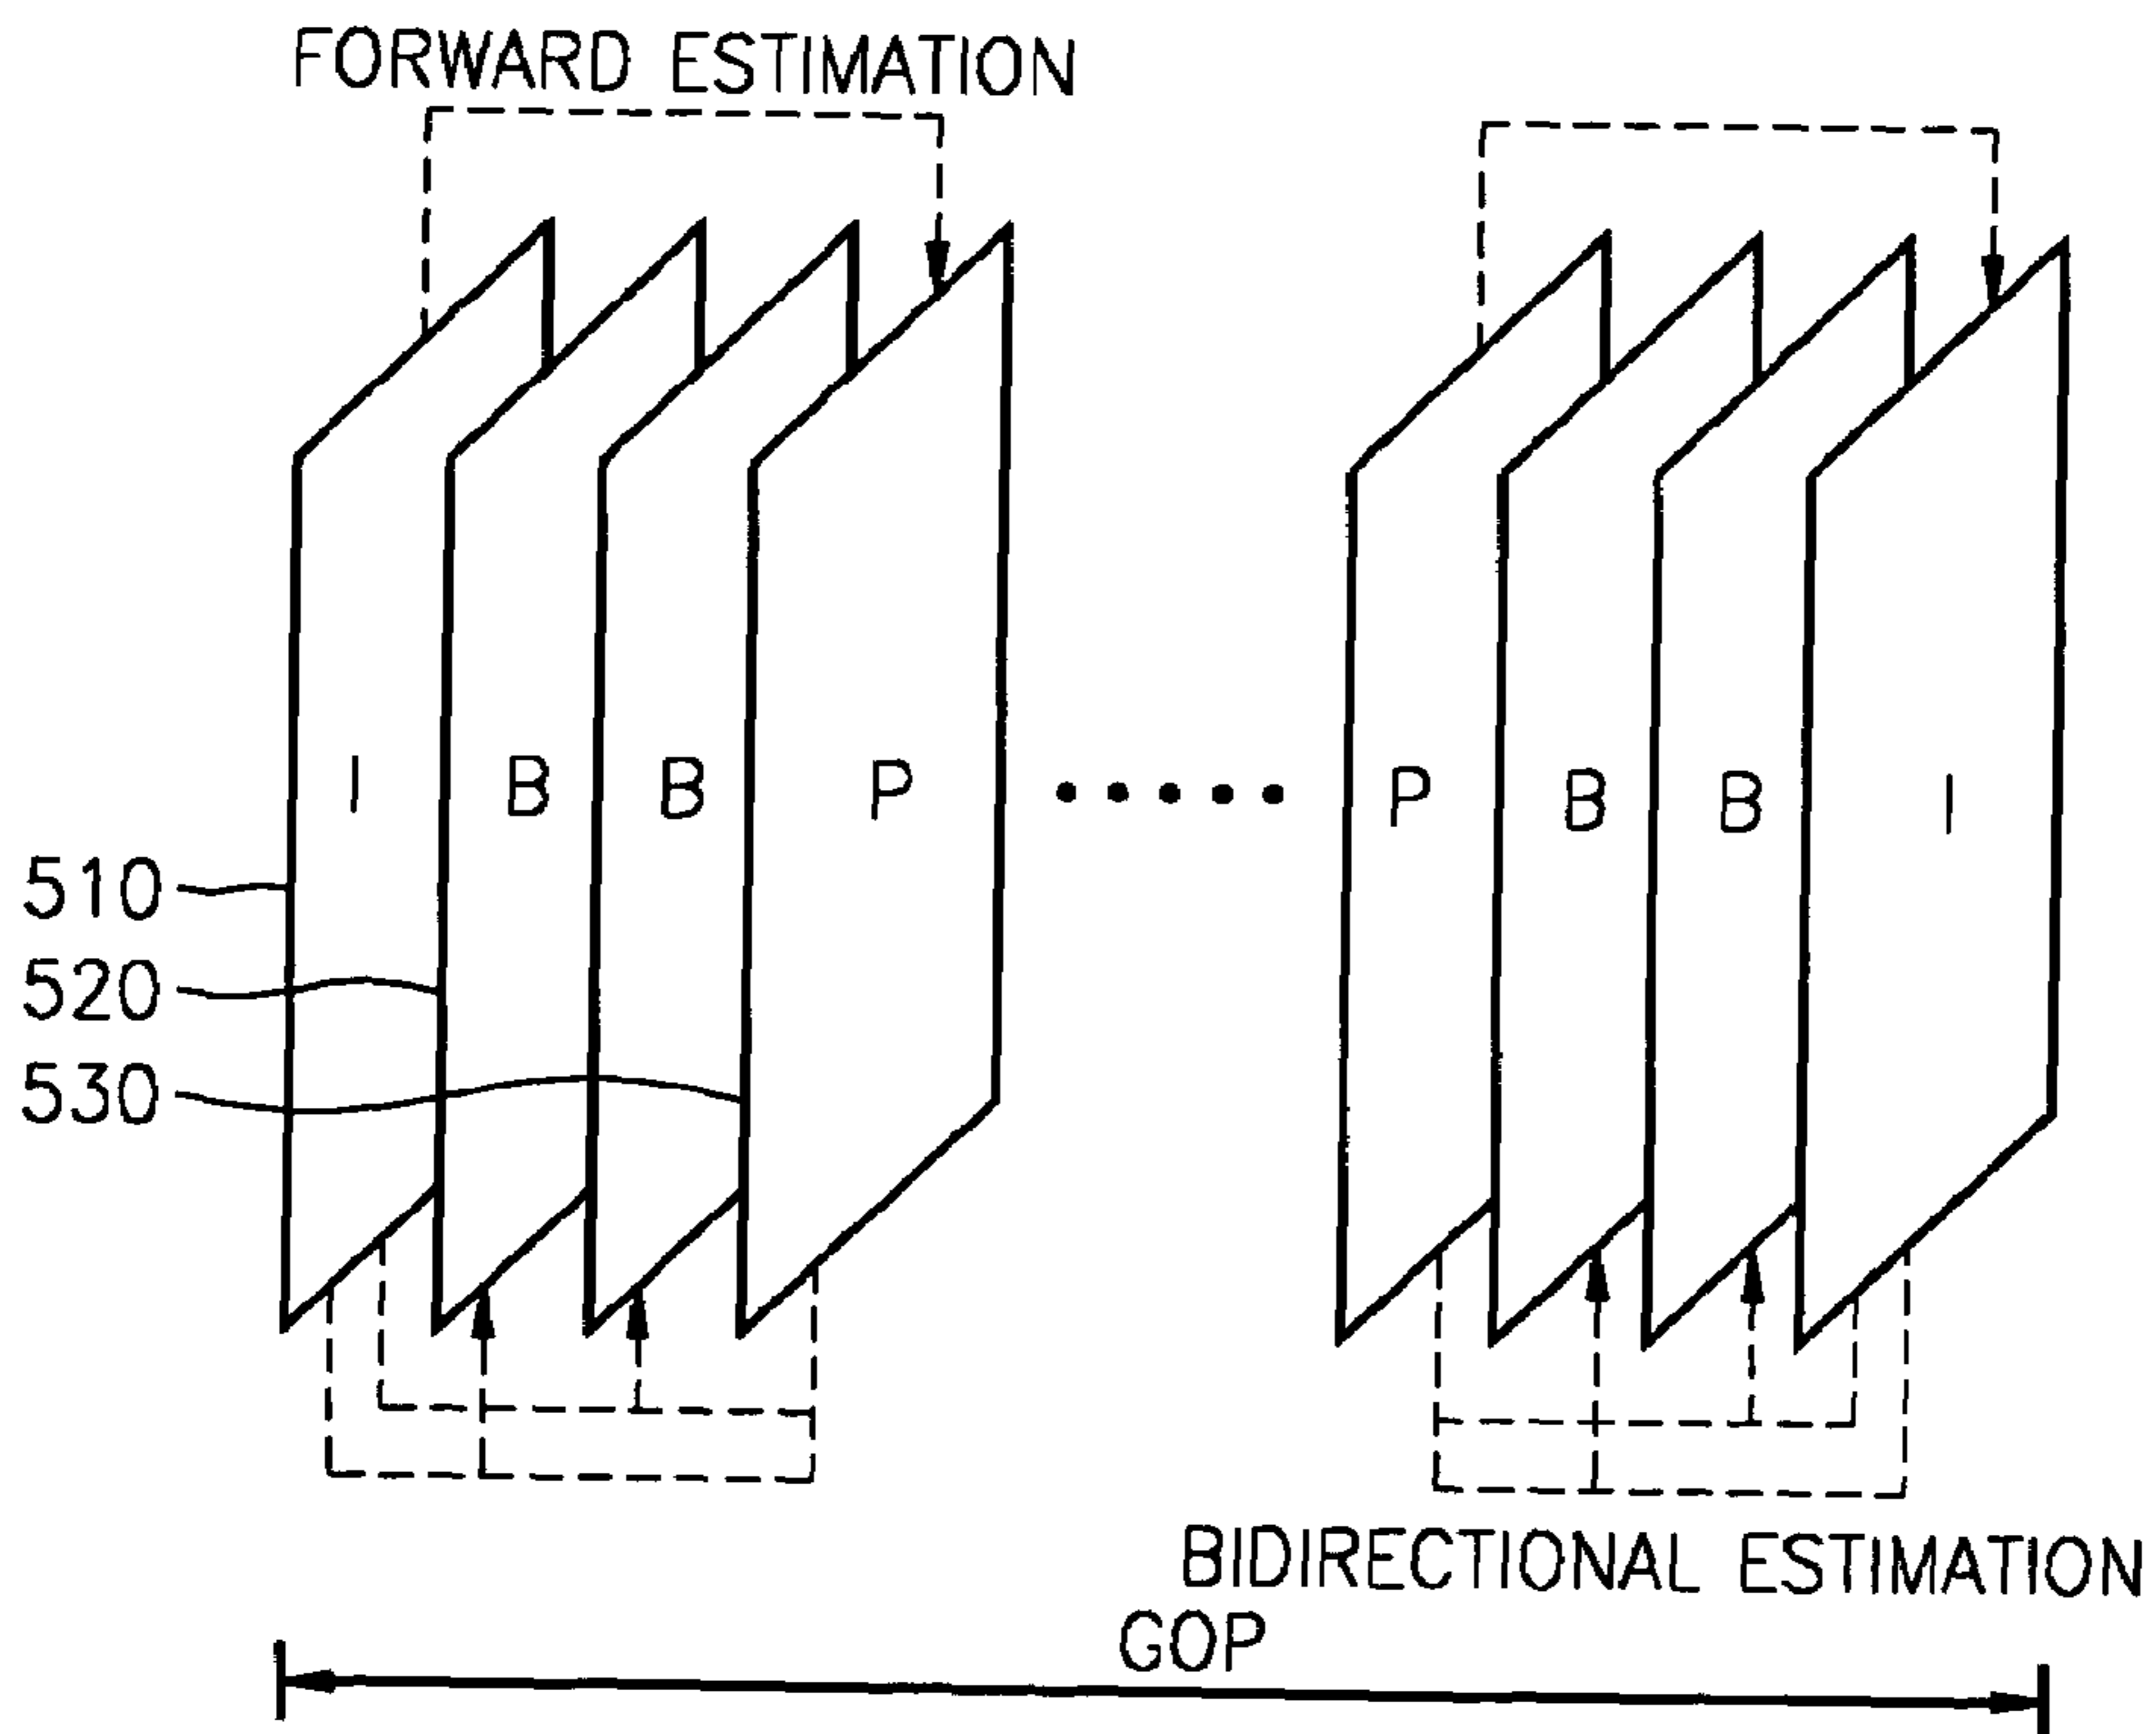 FORWARD ESTIMATION
I B B P ..... P B B I
510
520
530
BIDIRECTIONAL ESTIMATION
GOP